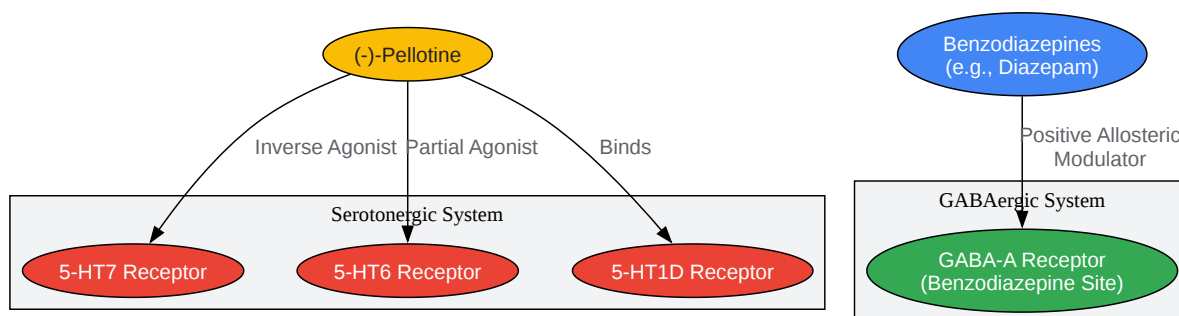 (-)-Pellotine
Benzodiazepines
(e.g., Diazepam)
Inverse Agonist
Partial Agonist
Binds
Positive Allosteric
Modulator
Serotonergic System
GABAergic System
5-HT7 Receptor
5-HT6 Receptor
5-HT1D Receptor
GABA-A Receptor
(Benzodiazepine Site)